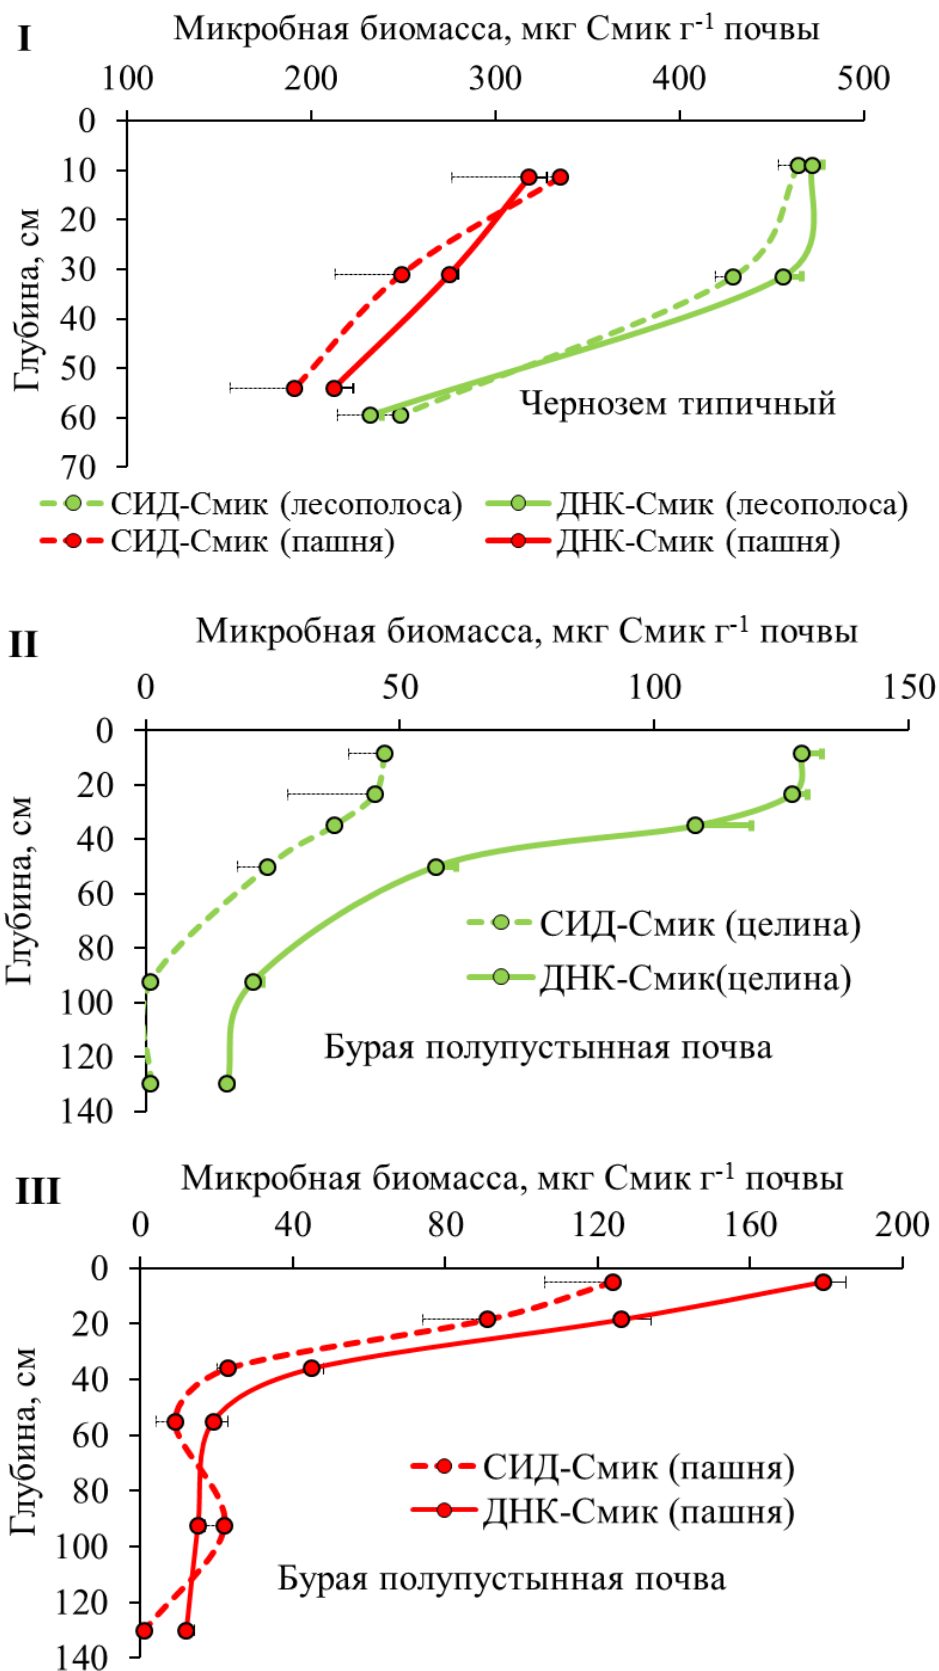 I
Микробная биомасса, мкг Смик г⁻¹ почвы
100 200 300 400 500
0
10
20
30
40
50
60
70
Глубина, см
Чернозем типичный
СИД-Смик (лесополоса) ДНК-Смик (лесополоса)
СИД-Смик (пашня) ДНК-Смик (пашня)
II
Микробная биомасса, мкг Смик г⁻¹ почвы
0 50 100 150
0
20
40
60
80
100
120
140
Глубина, см
СИД-Смик (целина)
ДНК-Смик(целина)
Бурая полупустынная почва
III
Микробная биомасса, мкг Смик г⁻¹ почвы
0 40 80 120 160 200
0
20
40
60
80
100
120
140
Глубина, см
СИД-Смик (пашня)
ДНК-Смик (пашня)
Бурая полупустынная почва